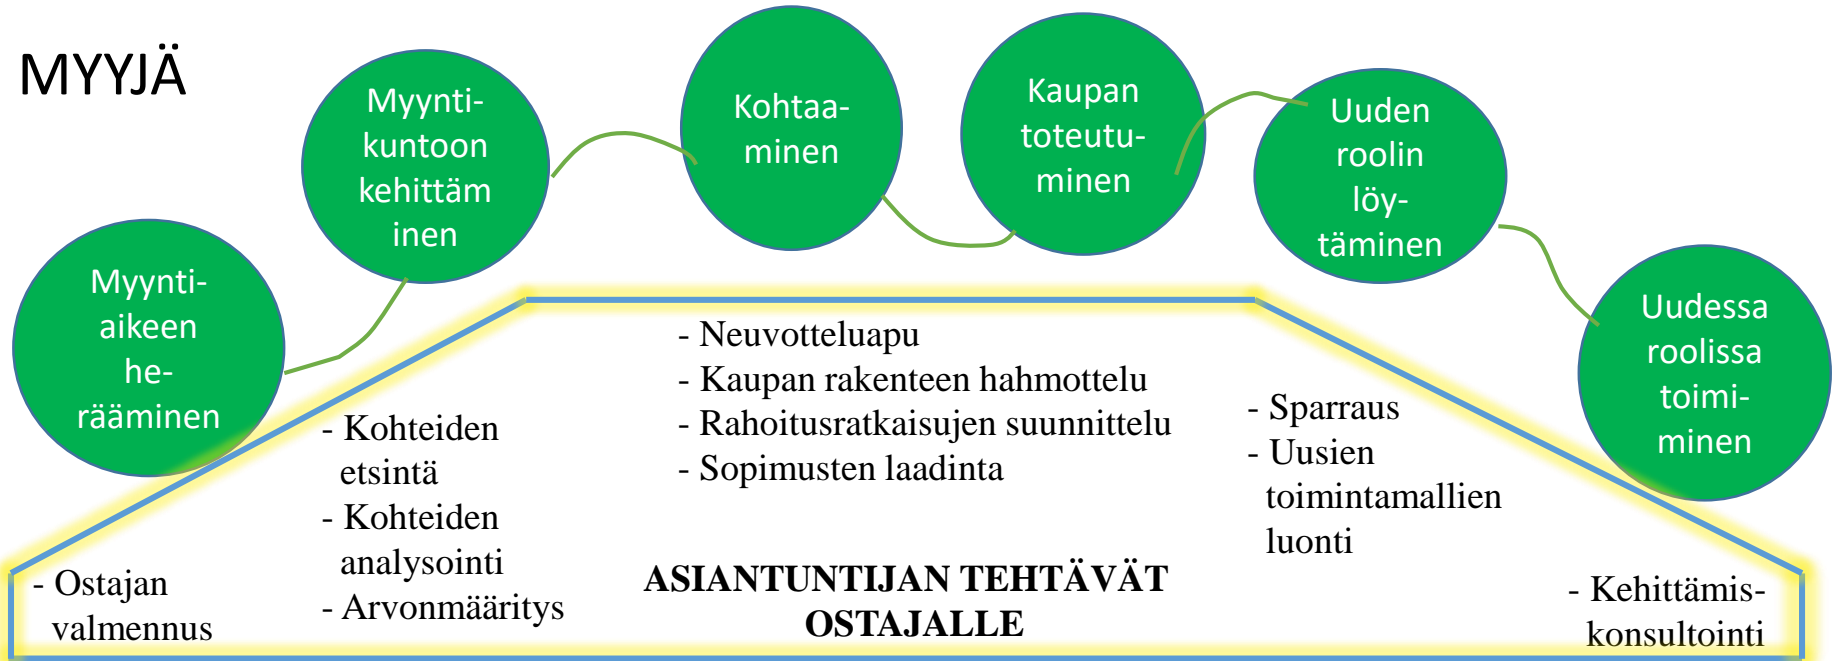 MYYJÄ
Myynti-
aikeen
he-
rääminen
Myynti-
kuntoon
kehittäm
inen
Kohtaa-
minen
Kaupan
toteutu-
minen
Uuden
roolin
löy-
täminen
Uudessa
roolissa
toimi-
minen
- Ostajan
valmennus
- Kohteiden
etsintä
- Kohteiden
analysointi
- Arvonmääritys
- Neuvotteluapu
- Kaupan rakenteen hahmottelu
- Rahoitusratkaisujen suunnittelu
- Sopimusten laadinta
ASIANTUNTIJAN TEHTÄVÄT
OSTAJALLE
- Sparraus
- Uusien
toimintamallien
luonti
- Kehittämis-
konsultointi